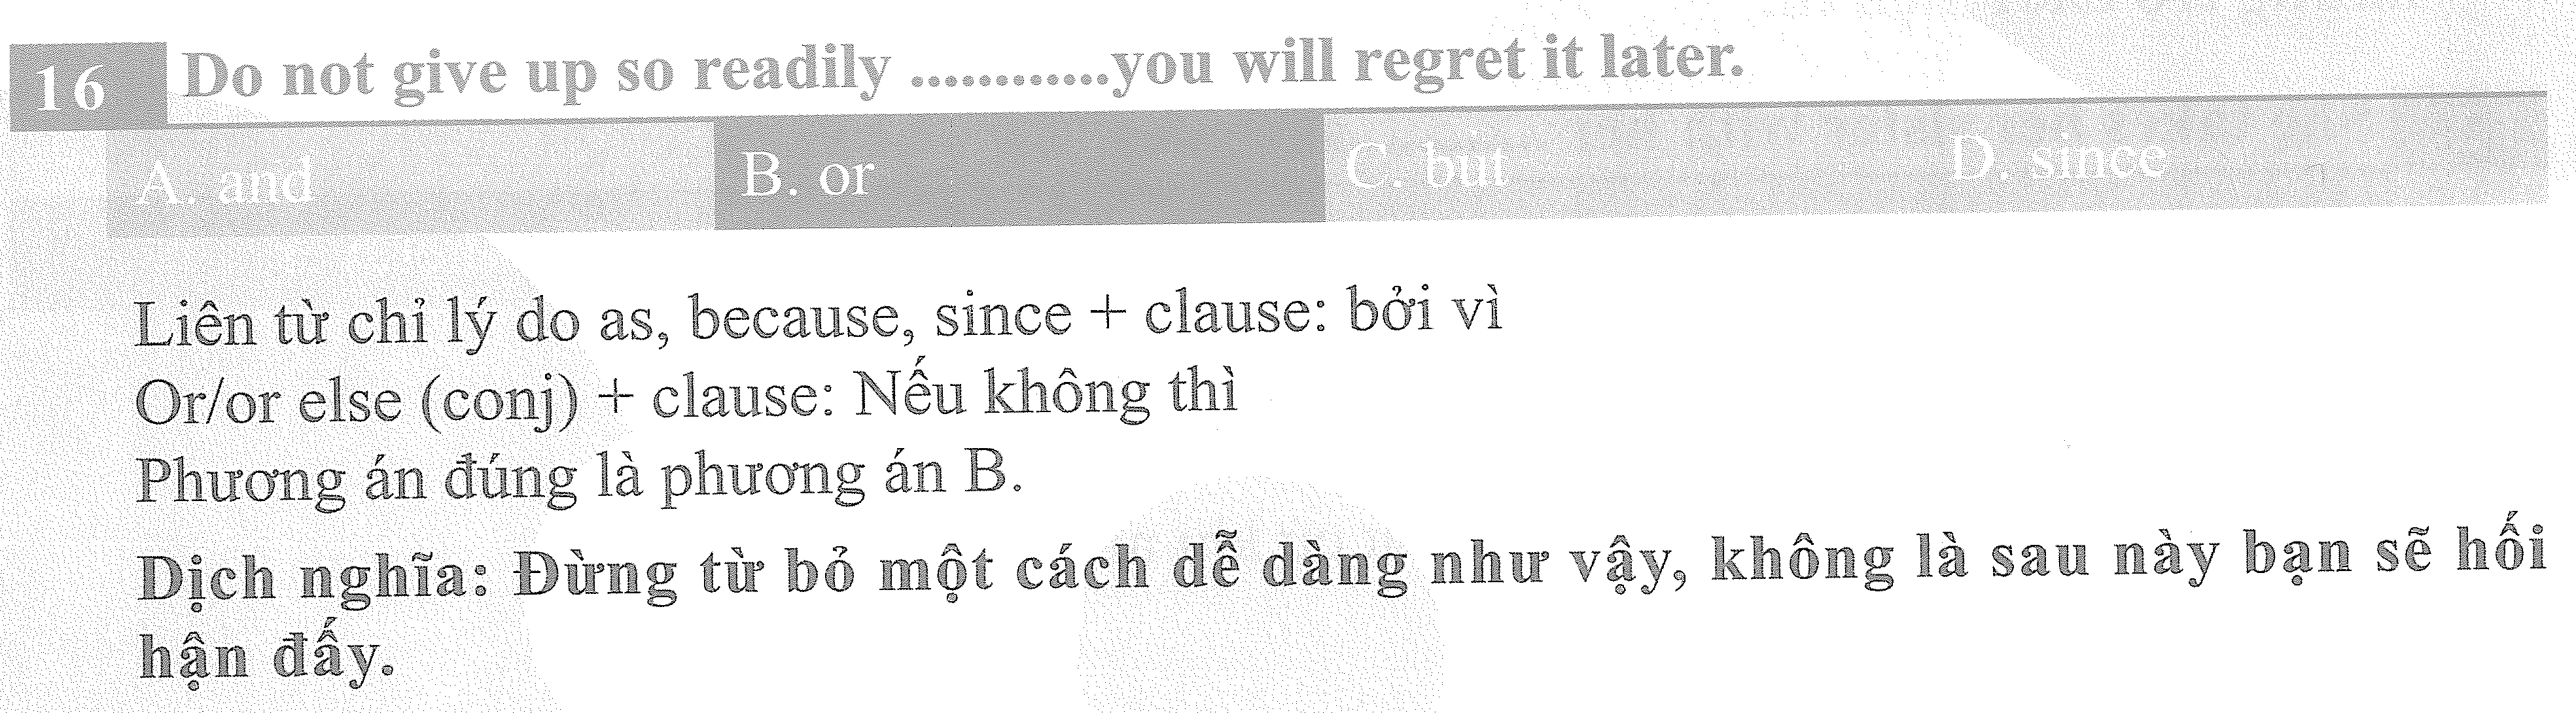 16 Do not give up so readily ............you will regret it later.
A. and B. or C. but D. since
Liên từ chỉ lý do as, because, since + clause: bởi vì
Or/or else (conj) + clause: Nếu không thì
Phương án đúng là phương án B.
Dịch nghĩa: Đừng từ bỏ một cách dễ dàng như vậy, không là sau này bạn sẽ hối
hận đấy.